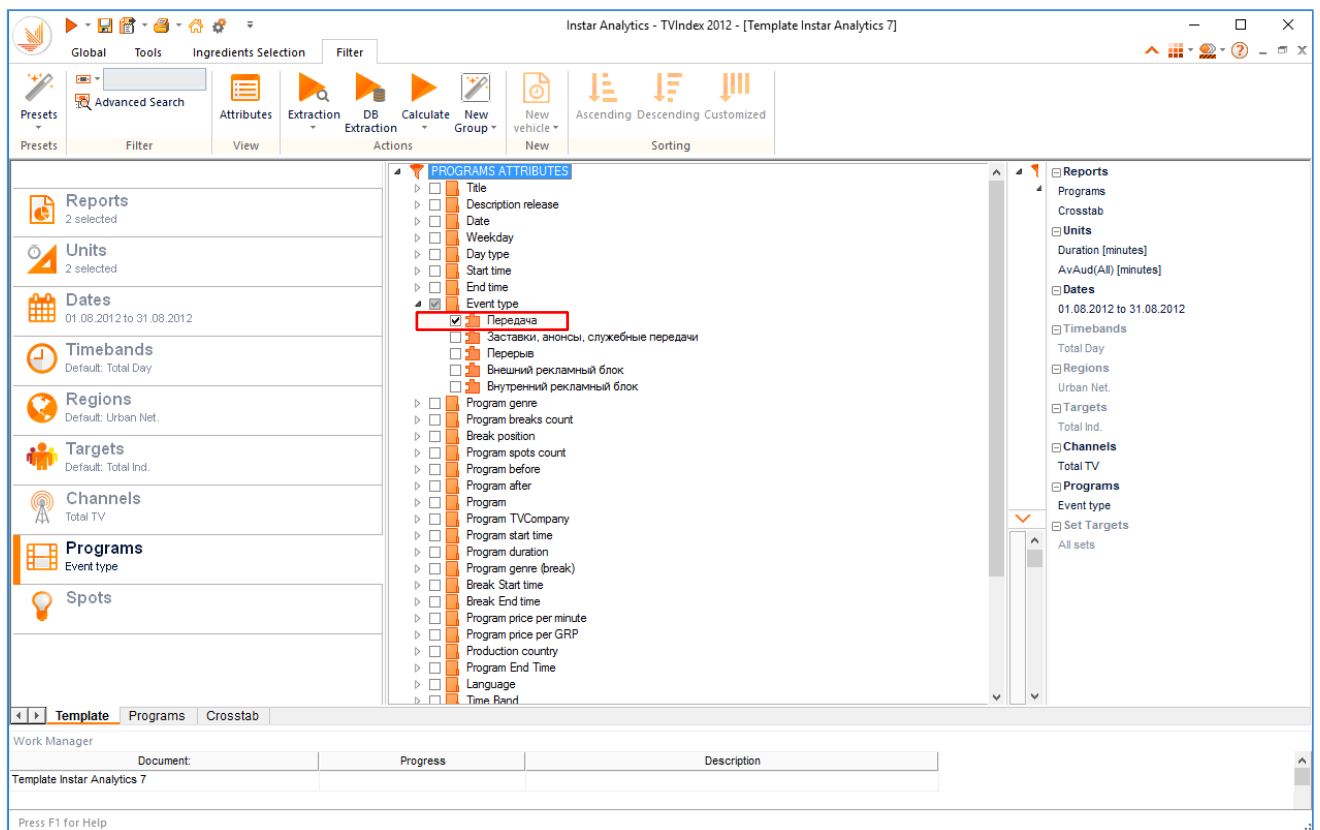 Instar Analytics - TVIndex 2012 - [Template Instar Analytics 7]
Global Tools Ingredients Selection Filter
Presets
Advanced Search
Attributes
Extraction
DB Extraction
Calculate
New Group
New vehicle
Ascending Descending Customized
Presets Filter View Actions New Sorting
Reports
2 selected
Units
2 selected
Dates
01.08.2012 to 31.08.2012
Timebands
Default: Total Day
Regions
Default: Urban Net.
Targets
Default: Total Ind.
Channels
Total TV
Programs
Event type
Spots
PROGRAMS ATTRIBUTES
Title
Description release
Date
Weekday
Day type
Start time
End time
Event type
Передача
Заставки, анонсы, служебные передачи
Перерыв
Внешний рекламный блок
Внутренний рекламный блок
Program genre
Program breaks count
Break position
Program spots count
Program before
Program after
Program
Program TVCompany
Program start time
Program duration
Program genre (break)
Break Start time
Break End time
Program price per minute
Program price per GRP
Production country
Program End Time
Language
Time Band
Reports
Programs
Crosstab
Units
Duration [minutes]
AvAud(All) [minutes]
Dates
01.08.2012 to 31.08.2012
Timebands
Total Day
Regions
Urban Net.
Targets
Total Ind.
Channels
Total TV
Programs
Event type
Set Targets
All sets
Template Programs Crosstab
Work Manager
Document: Progress Description
Template Instar Analytics 7
Press F1 for Help